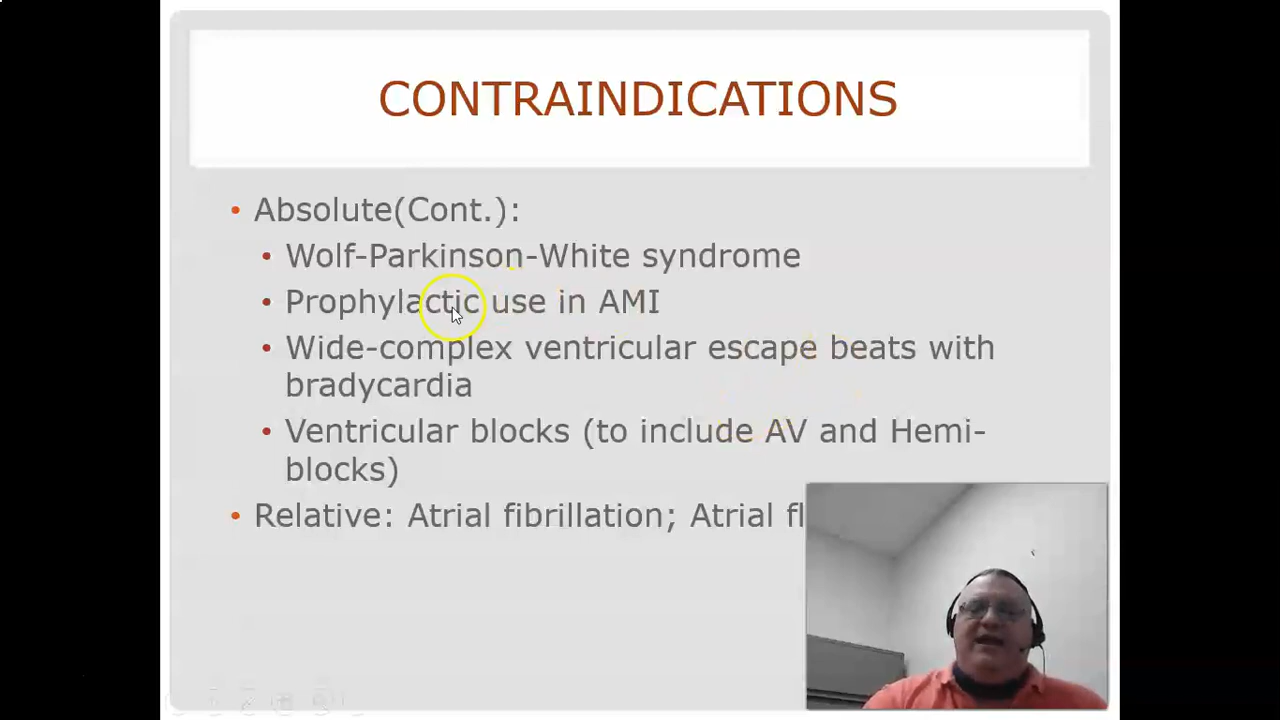 CONTRAINDICATIONS
• Absolute(Cont.):
• Wolf-Parkinson-White syndrome
• Prophylactic use in AMI
• Wide-complex ventricular escape beats with
bradycardia
• Ventricular blocks (to include AV and Hemi-
blocks)
• Relative: Atrial fibrillation; Atrial